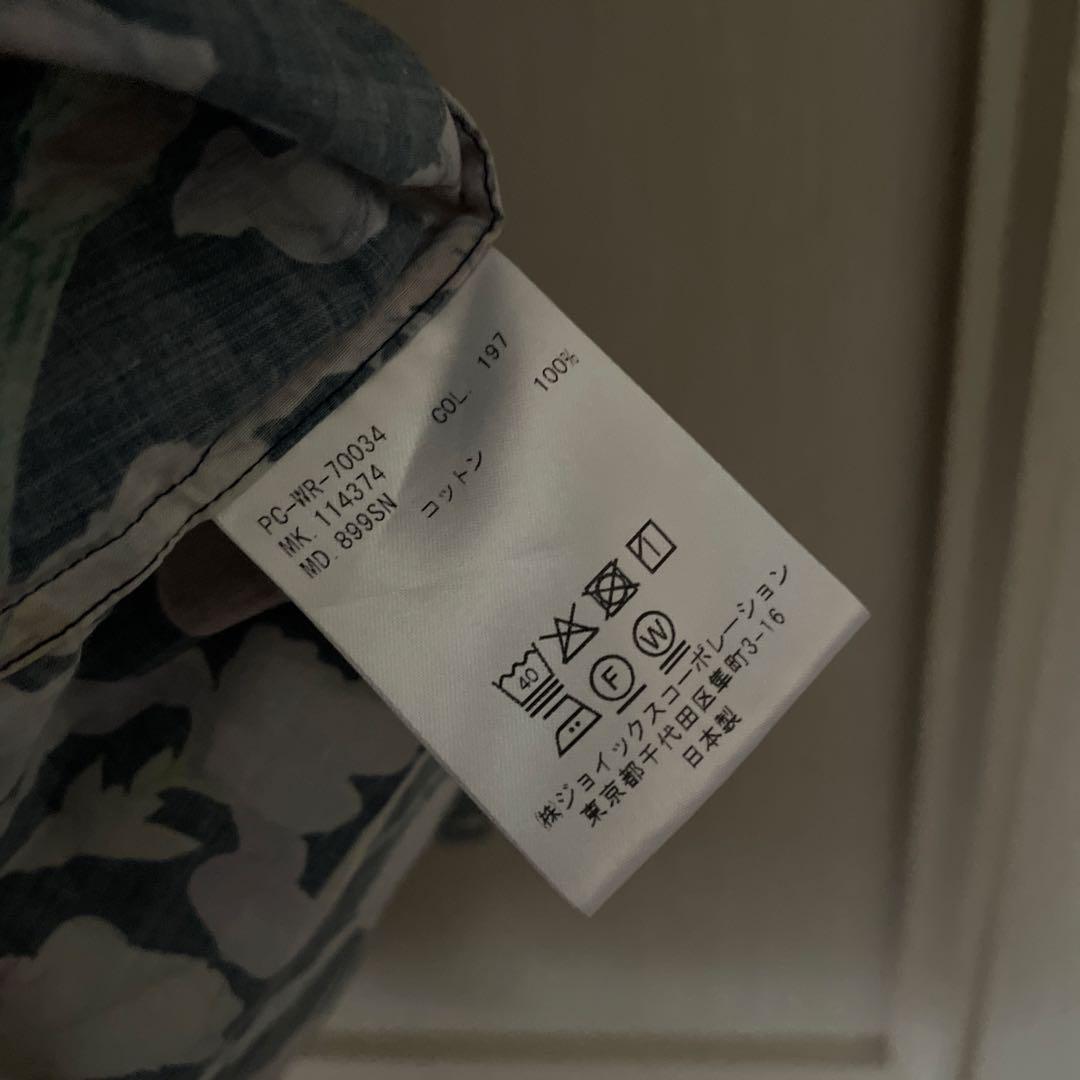 PC-WR-70034 COL. 197
MK. 114374
MD. 899SN
コットン 100%
40
F
W
㈱ジョイックスコーポレーション
東京都千代田区隼町3-16
日本製